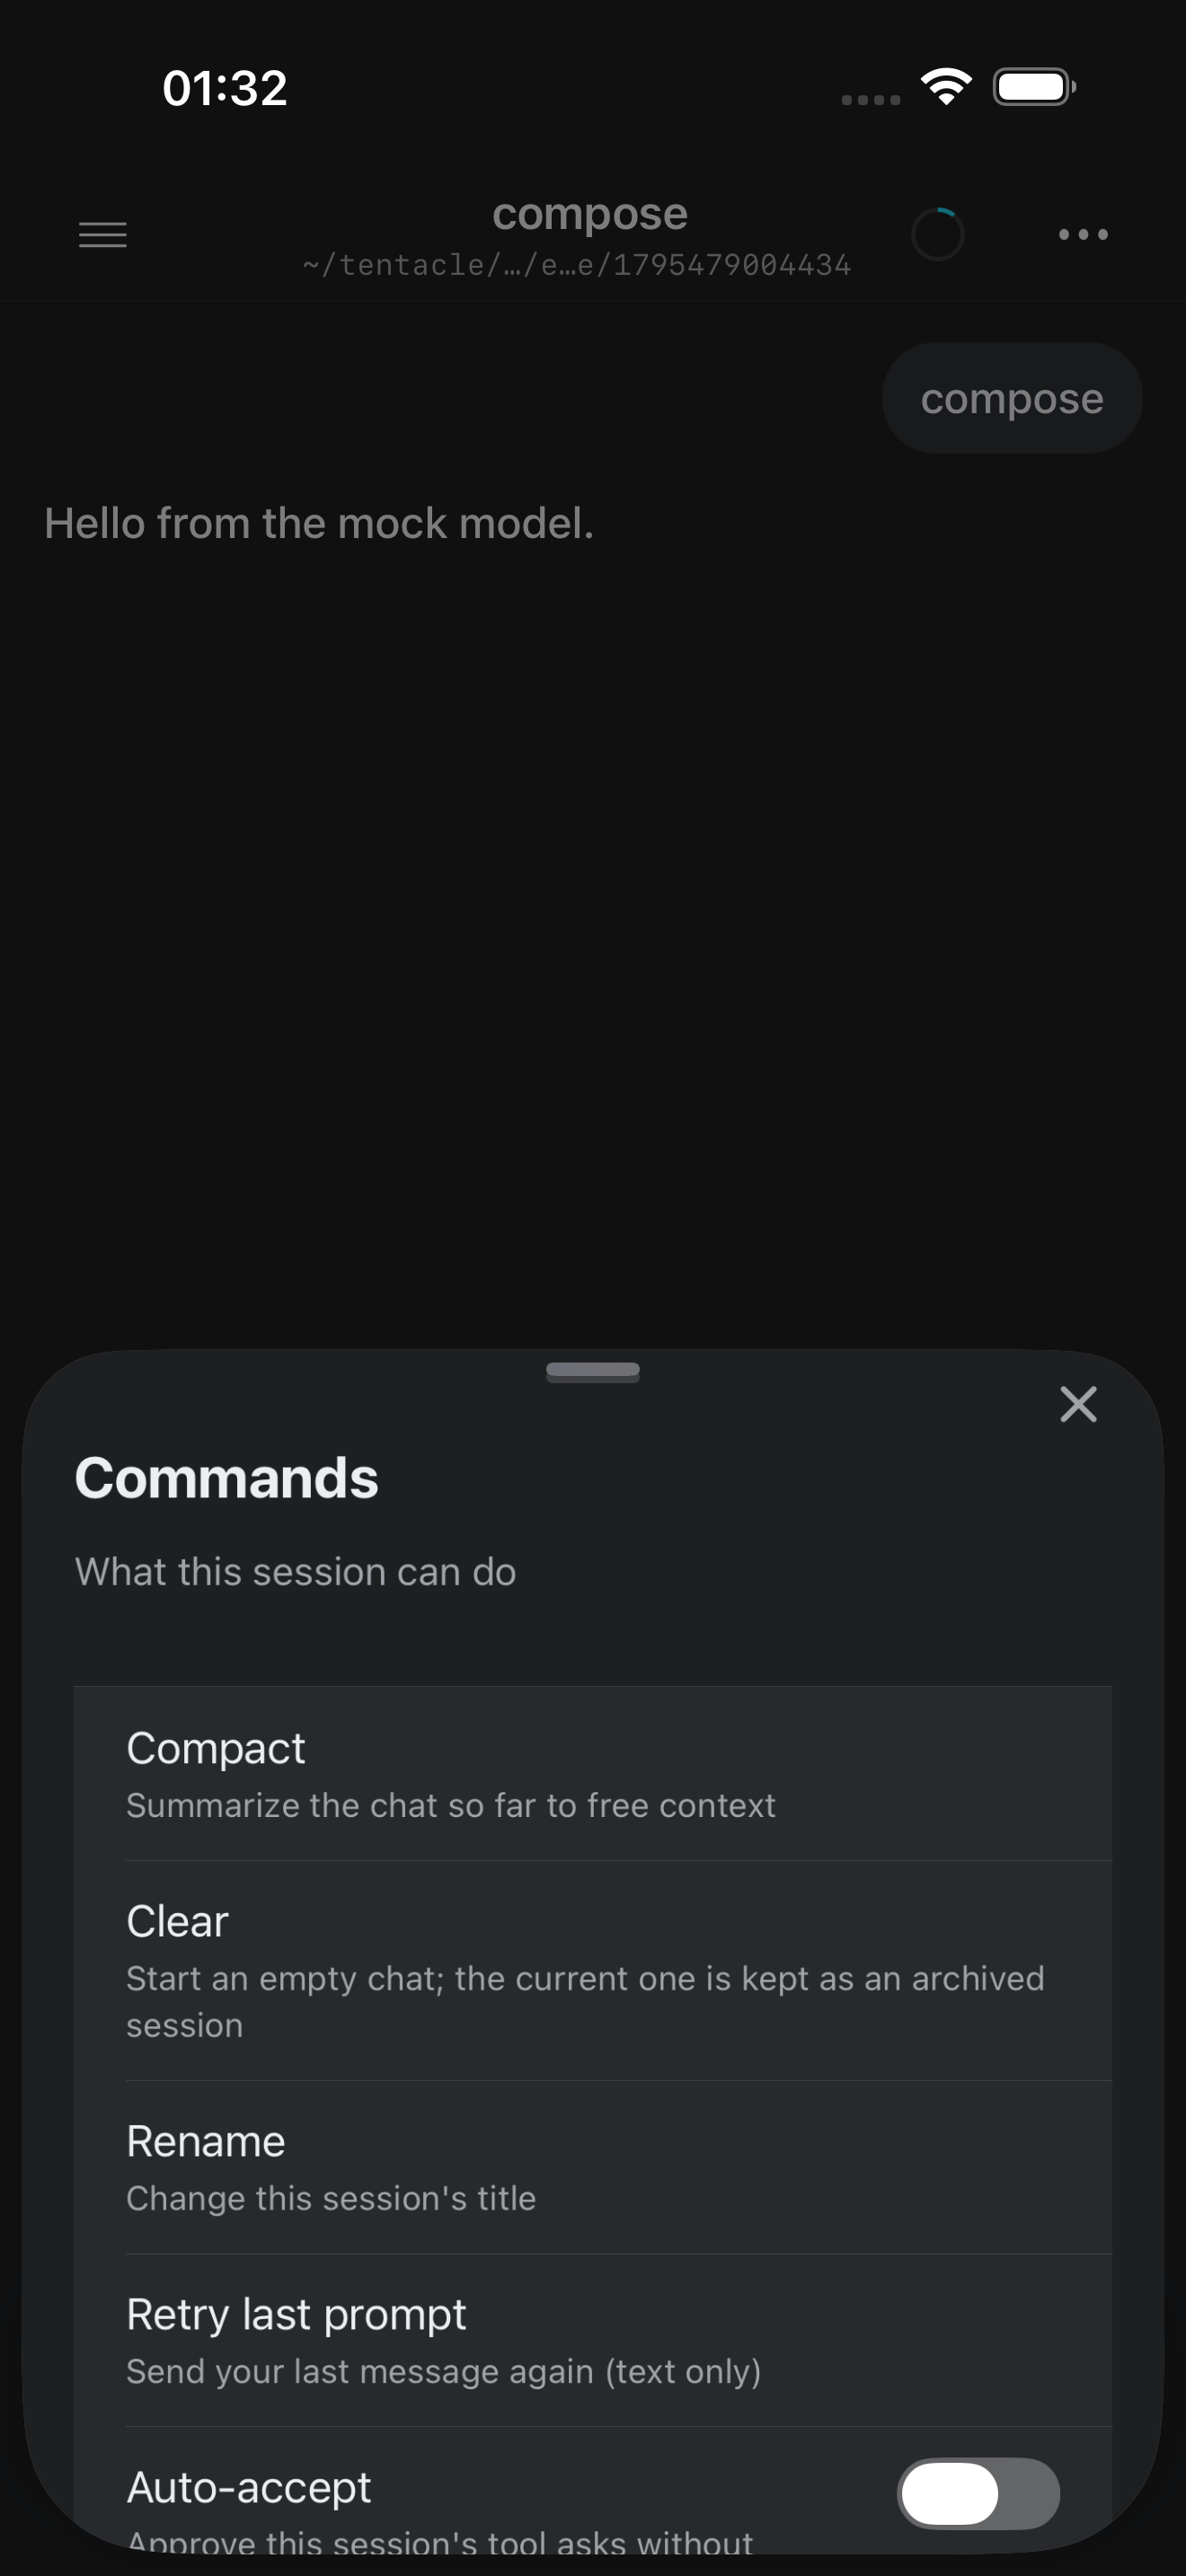 01:32
compose
~/tentacle/…/e…e/1795479004434
compose
Hello from the mock model.
Commands
What this session can do
Compact
Summarize the chat so far to free context
Clear
Start an empty chat; the current one is kept as an archived
session
Rename
Change this session's title
Retry last prompt
Send your last message again (text only)
Auto-accept
Approve this session's tool asks without